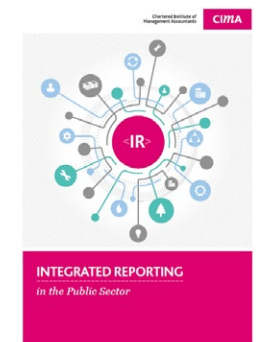 Chartered Institute of
Management Accountants
CIMA
<IR>
INTEGRATED REPORTING
in the Public Sector